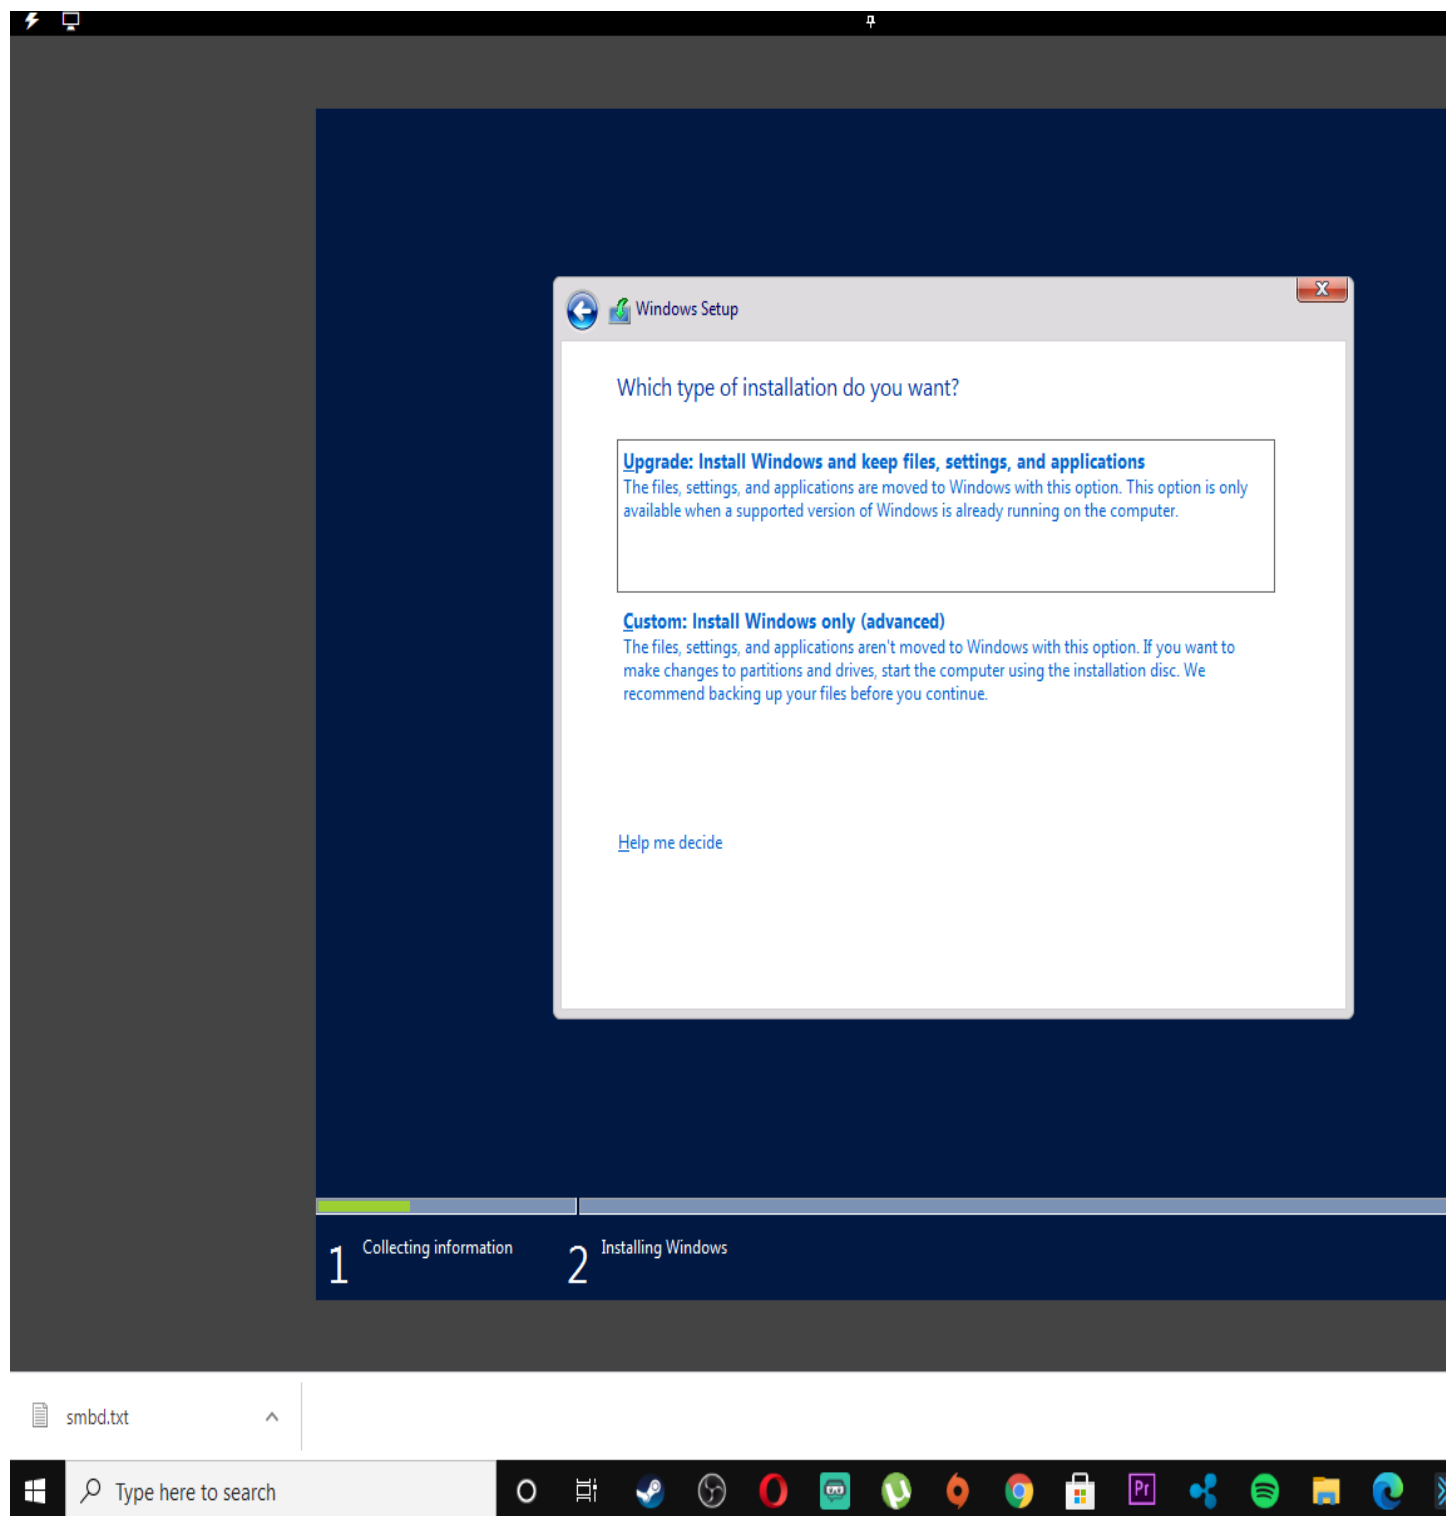 Windows Setup
X
Which type of installation do you want?
Upgrade: Install Windows and keep files, settings, and applications
The files, settings, and applications are moved to Windows with this option. This option is only
available when a supported version of Windows is already running on the computer.
Custom: Install Windows only (advanced)
The files, settings, and applications aren't moved to Windows with this option. If you want to
make changes to partitions and drives, start the computer using the installation disc. We
recommend backing up your files before you continue.
Help me decide
1 Collecting information
2 Installing Windows
smbd.txt
Type here to search
Pr